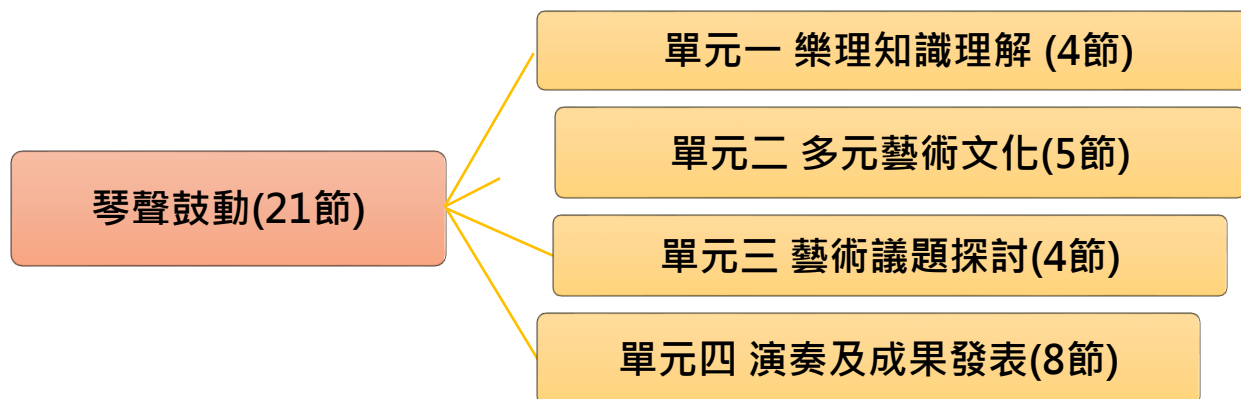 琴聲鼓動(21節)
單元一 樂理知識理解 (4節)
單元二 多元藝術文化(5節)
單元三 藝術議題探討(4節)
單元四 演奏及成果發表(8節)